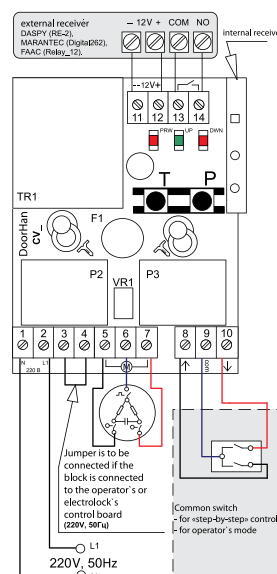 external receiver
DASPY (RE-2),
MARANTEC (Digital262),
FAAC (Relay_12).
– 12V + COM NO
internal receive
–12V+
11 12 13 14
PRW UP DWN
TR1
T P
DoorHan
CV_
F1
P2 VR1 P3
1 2 3 4 5 6 7 8 9 10
N L1 M com
220 B
Jumper is to be
connected if the
block is connected
to the operator`s or
electrolock`s
control board
(220V, 50Гц)
Common switch
- for «step-by-step» control
- for operator`s mode
L1
220V, 50Hz